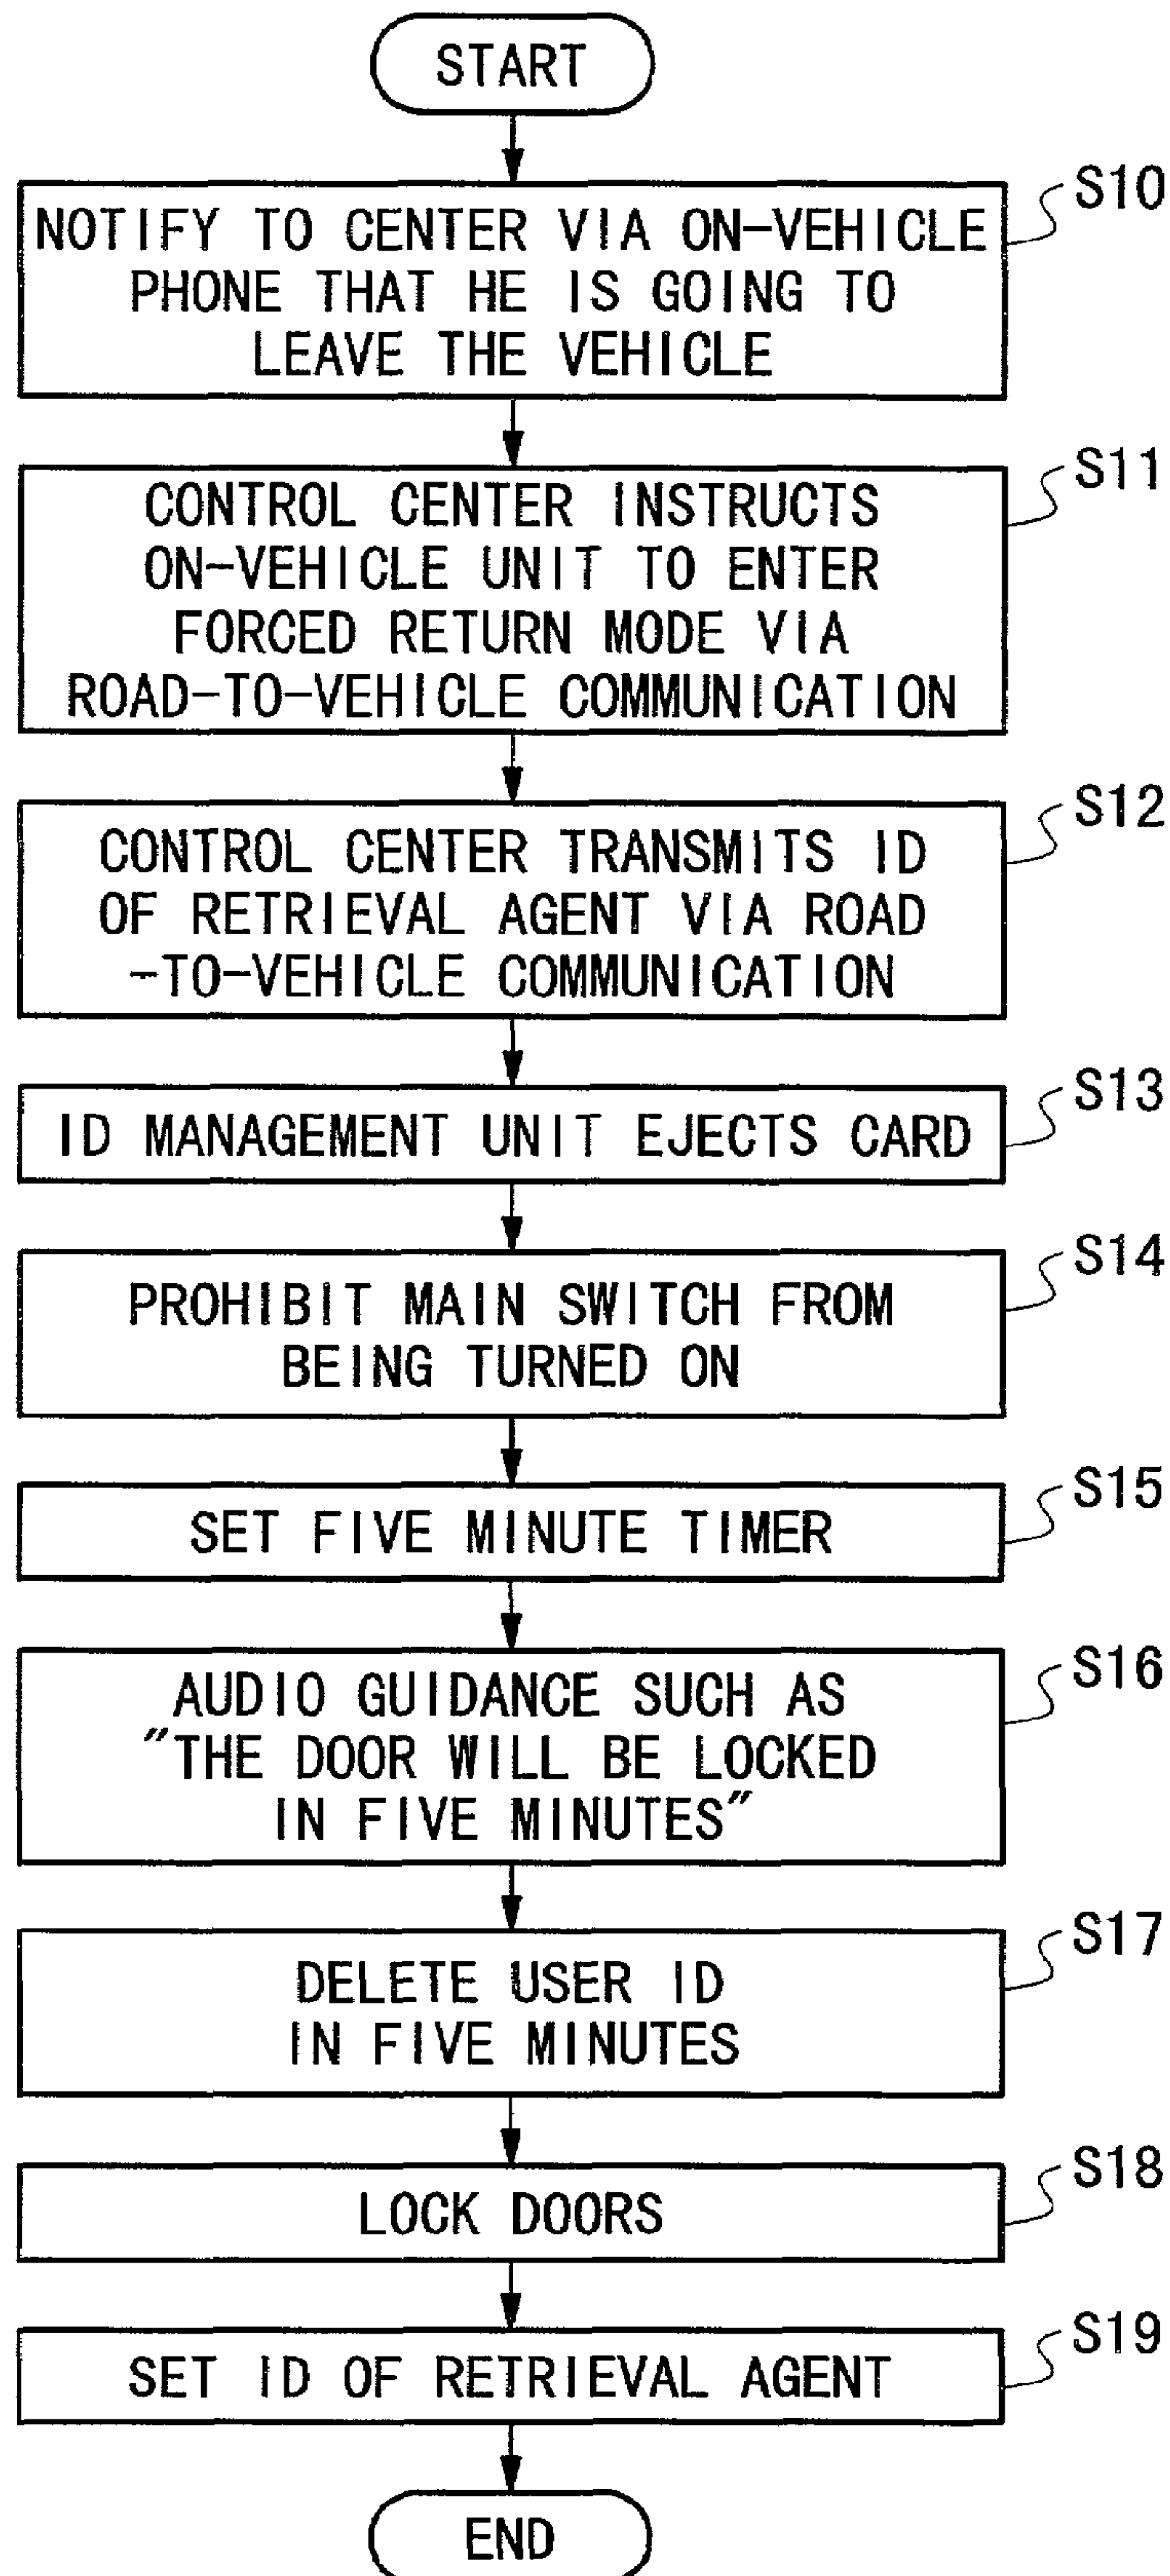 START
S10
NOTIFY TO CENTER VIA ON-VEHICLE
PHONE THAT HE IS GOING TO
LEAVE THE VEHICLE
S11
CONTROL CENTER INSTRUCTS
ON-VEHICLE UNIT TO ENTER
FORCED RETURN MODE VIA
ROAD-TO-VEHICLE COMMUNICATION
S12
CONTROL CENTER TRANSMITS ID
OF RETRIEVAL AGENT VIA ROAD
-TO-VEHICLE COMMUNICATION
S13
ID MANAGEMENT UNIT EJECTS CARD
S14
PROHIBIT MAIN SWITCH FROM
BEING TURNED ON
S15
SET FIVE MINUTE TIMER
S16
AUDIO GUIDANCE SUCH AS
"THE DOOR WILL BE LOCKED
IN FIVE MINUTES"
S17
DELETE USER ID
IN FIVE MINUTES
S18
LOCK DOORS
S19
SET ID OF RETRIEVAL AGENT
END